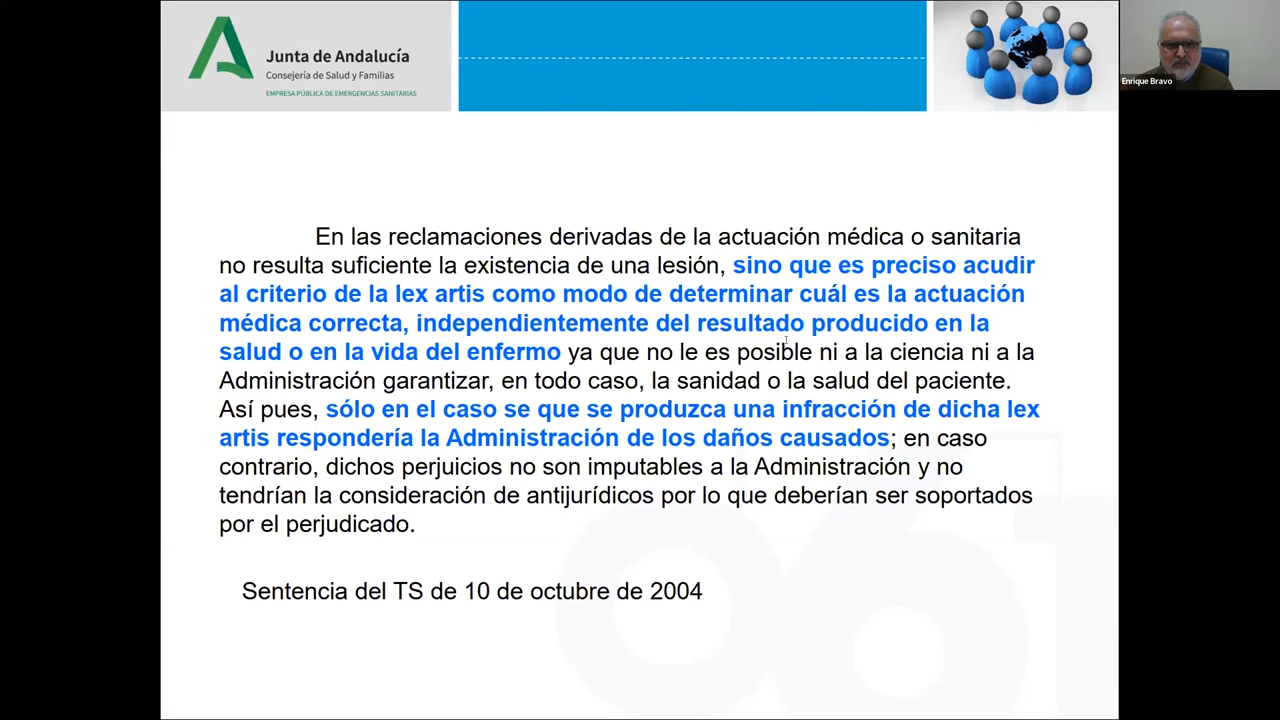 Junta de Andalucía
Consejería de Salud y Familias
EMPRESA PÚBLICA DE EMERGENCIAS SANITARIAS
Enrique Bravo
En las reclamaciones derivadas de la actuación médica o sanitaria
no resulta suficiente la existencia de una lesión, sino que es preciso acudir
al criterio de la lex artis como modo de determinar cuál es la actuación
médica correcta, independientemente del resultado producido en la
salud o en la vida del enfermo ya que no le es posible ni a la ciencia ni a la
Administración garantizar, en todo caso, la sanidad o la salud del paciente.
Así pues, sólo en el caso se que se produzca una infracción de dicha lex
artis respondería la Administración de los daños causados; en caso
contrario, dichos perjuicios no son imputables a la Administración y no
tendrían la consideración de antijurídicos por lo que deberían ser soportados
por el perjudicado.
Sentencia del TS de 10 de octubre de 2004
061